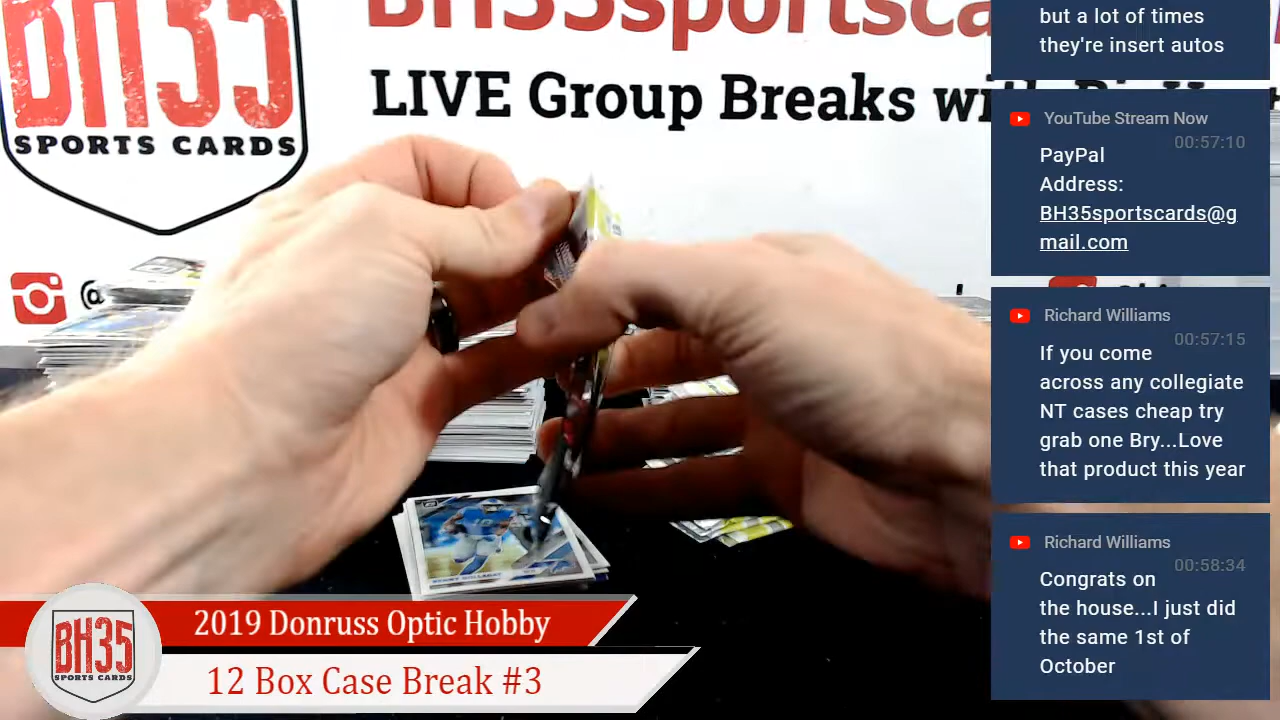 BH35
SPORTS CARDS
BH35sportsca
LIVE Group Breaks with
@
but a lot of times
they're insert autos
YouTube Stream Now
00:57:10
PayPal
Address:
BH35sportscards@g
mail.com
Richard Williams
00:57:15
If you come
across any collegiate
NT cases cheap try
grab one Bry...Love
that product this year
Richard Williams
00:58:34
Congrats on
the house...I just did
the same 1st of
October
BH35
SPORTS CARDS
2019 Donruss Optic Hobby
12 Box Case Break #3